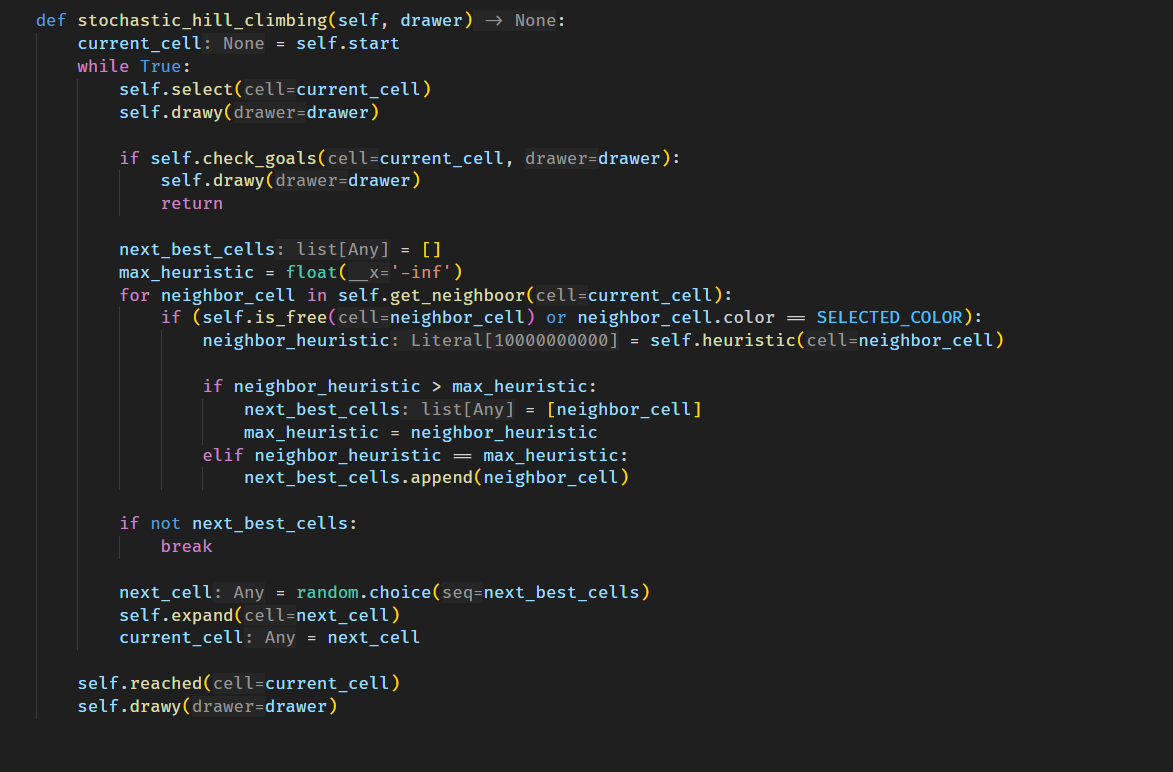 def stochastic_hill_climbing(self, drawer) -> None:
    current_cell: None = self.start
    while True:
        self.select(cell=current_cell)
        self.drawy(drawer=drawer)

        if self.check_goals(cell=current_cell, drawer=drawer):
            self.drawy(drawer=drawer)
            return

        next_best_cells: list[Any] = []
        max_heuristic = float(__x='-inf')
        for neighbor_cell in self.get_neighboor(cell=current_cell):
            if (self.is_free(cell=neighbor_cell) or neighbor_cell.color == SELECTED_COLOR):
                neighbor_heuristic: Literal[10000000000] = self.heuristic(cell=neighbor_cell)

                if neighbor_heuristic > max_heuristic:
                    next_best_cells: list[Any] = [neighbor_cell]
                    max_heuristic = neighbor_heuristic
                elif neighbor_heuristic == max_heuristic:
                    next_best_cells.append(neighbor_cell)

        if not next_best_cells:
            break

        next_cell: Any = random.choice(seq=next_best_cells)
        self.expand(cell=next_cell)
        current_cell: Any = next_cell

    self.reached(cell=current_cell)
    self.drawy(drawer=drawer)